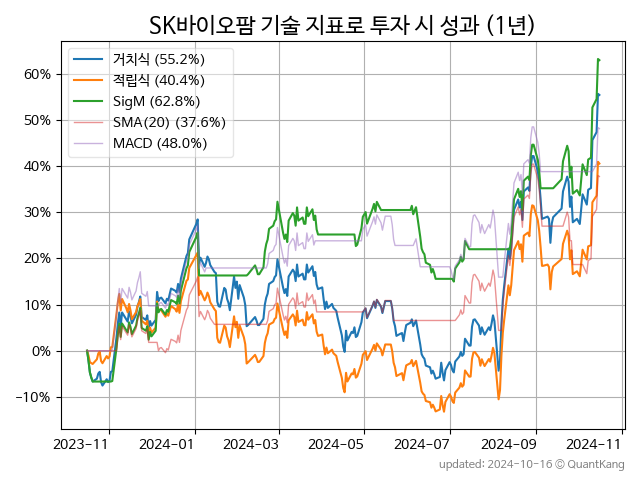 SK바이오팜 기술 지표로 투자 시 성과 (1년)
거치식 (55.2%)
적립식 (40.4%)
SigM (62.8%)
SMA(20) (37.6%)
MACD (48.0%)
60%
50%
40%
30%
20%
10%
0%
−10%
2023-11 2024-01 2024-03 2024-05 2024-07 2024-09 2024-11
updated: 2024-10-16 © QuantKang